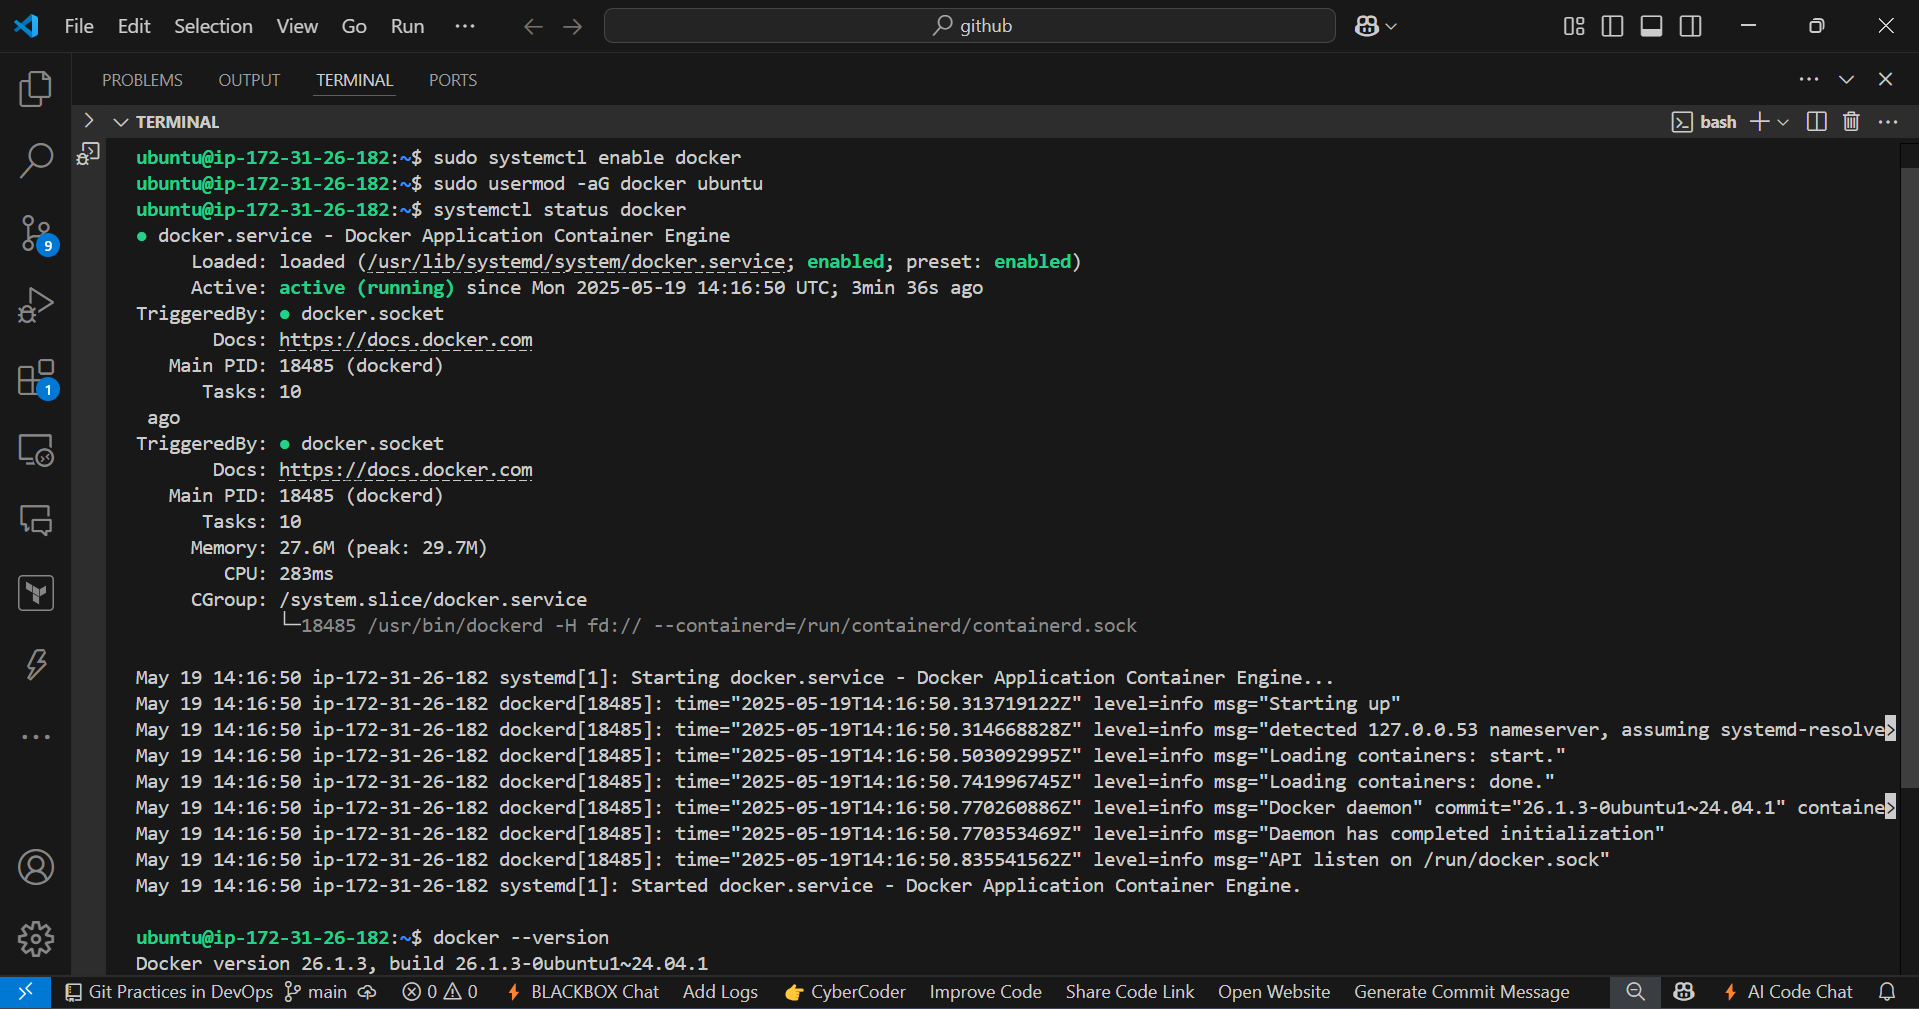 File Edit Selection View Go Run ··· github
PROBLEMS OUTPUT TERMINAL PORTS
TERMINAL bash
ubuntu@ip-172-31-26-182:~$ sudo systemctl enable docker
ubuntu@ip-172-31-26-182:~$ sudo usermod -aG docker ubuntu
ubuntu@ip-172-31-26-182:~$ systemctl status docker
● docker.service - Docker Application Container Engine
Loaded: loaded (/usr/lib/systemd/system/docker.service; enabled; preset: enabled)
Active: active (running) since Mon 2025-05-19 14:16:50 UTC; 3min 36s ago
TriggeredBy: ● docker.socket
Docs: https://docs.docker.com
Main PID: 18485 (dockerd)
Tasks: 10
ago
TriggeredBy: ● docker.socket
Docs: https://docs.docker.com
Main PID: 18485 (dockerd)
Tasks: 10
Memory: 27.6M (peak: 29.7M)
CPU: 283ms
CGroup: /system.slice/docker.service
└─18485 /usr/bin/dockerd -H fd:// --containerd=/run/containerd/containerd.sock
May 19 14:16:50 ip-172-31-26-182 systemd[1]: Starting docker.service - Docker Application Container Engine...
May 19 14:16:50 ip-172-31-26-182 dockerd[18485]: time="2025-05-19T14:16:50.313719122Z" level=info msg="Starting up"
May 19 14:16:50 ip-172-31-26-182 dockerd[18485]: time="2025-05-19T14:16:50.314668828Z" level=info msg="detected 127.0.0.53 nameserver, assuming systemd-resolve>
May 19 14:16:50 ip-172-31-26-182 dockerd[18485]: time="2025-05-19T14:16:50.503092995Z" level=info msg="Loading containers: start."
May 19 14:16:50 ip-172-31-26-182 dockerd[18485]: time="2025-05-19T14:16:50.741996745Z" level=info msg="Loading containers: done."
May 19 14:16:50 ip-172-31-26-182 dockerd[18485]: time="2025-05-19T14:16:50.770260886Z" level=info msg="Docker daemon" commit="26.1.3-0ubuntu1~24.04.1" containe>
May 19 14:16:50 ip-172-31-26-182 dockerd[18485]: time="2025-05-19T14:16:50.770353469Z" level=info msg="Daemon has completed initialization"
May 19 14:16:50 ip-172-31-26-182 dockerd[18485]: time="2025-05-19T14:16:50.835541562Z" level=info msg="API listen on /run/docker.sock"
May 19 14:16:50 ip-172-31-26-182 systemd[1]: Started docker.service - Docker Application Container Engine.
ubuntu@ip-172-31-26-182:~$ docker --version
Docker version 26.1.3, build 26.1.3-0ubuntu1~24.04.1
9
1
Git Practices in DevOps main 0 0 BLACKBOX Chat Add Logs 👉 CyberCoder Improve Code Share Code Link Open Website Generate Commit Message AI Code Chat